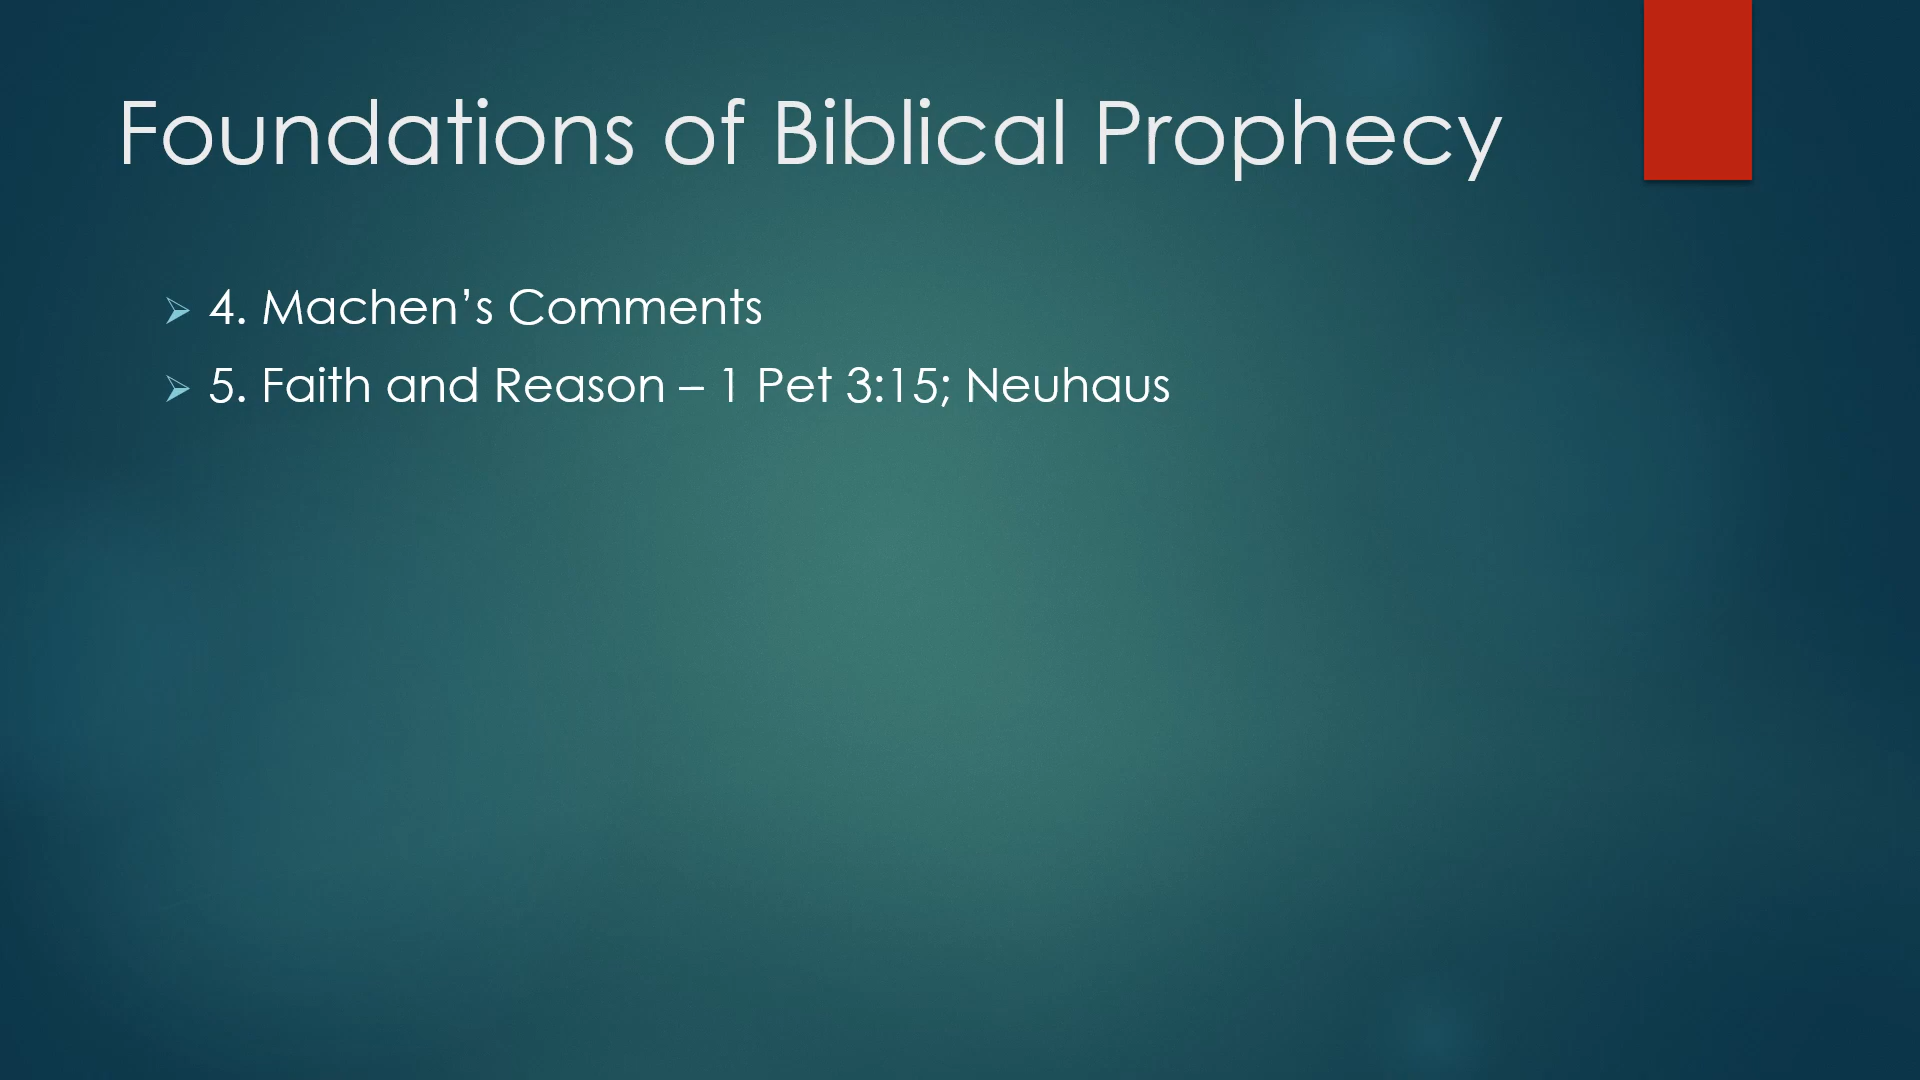 Foundations of Biblical Prophecy
4. Machen’s Comments
5. Faith and Reason – 1 Pet 3:15; Neuhaus